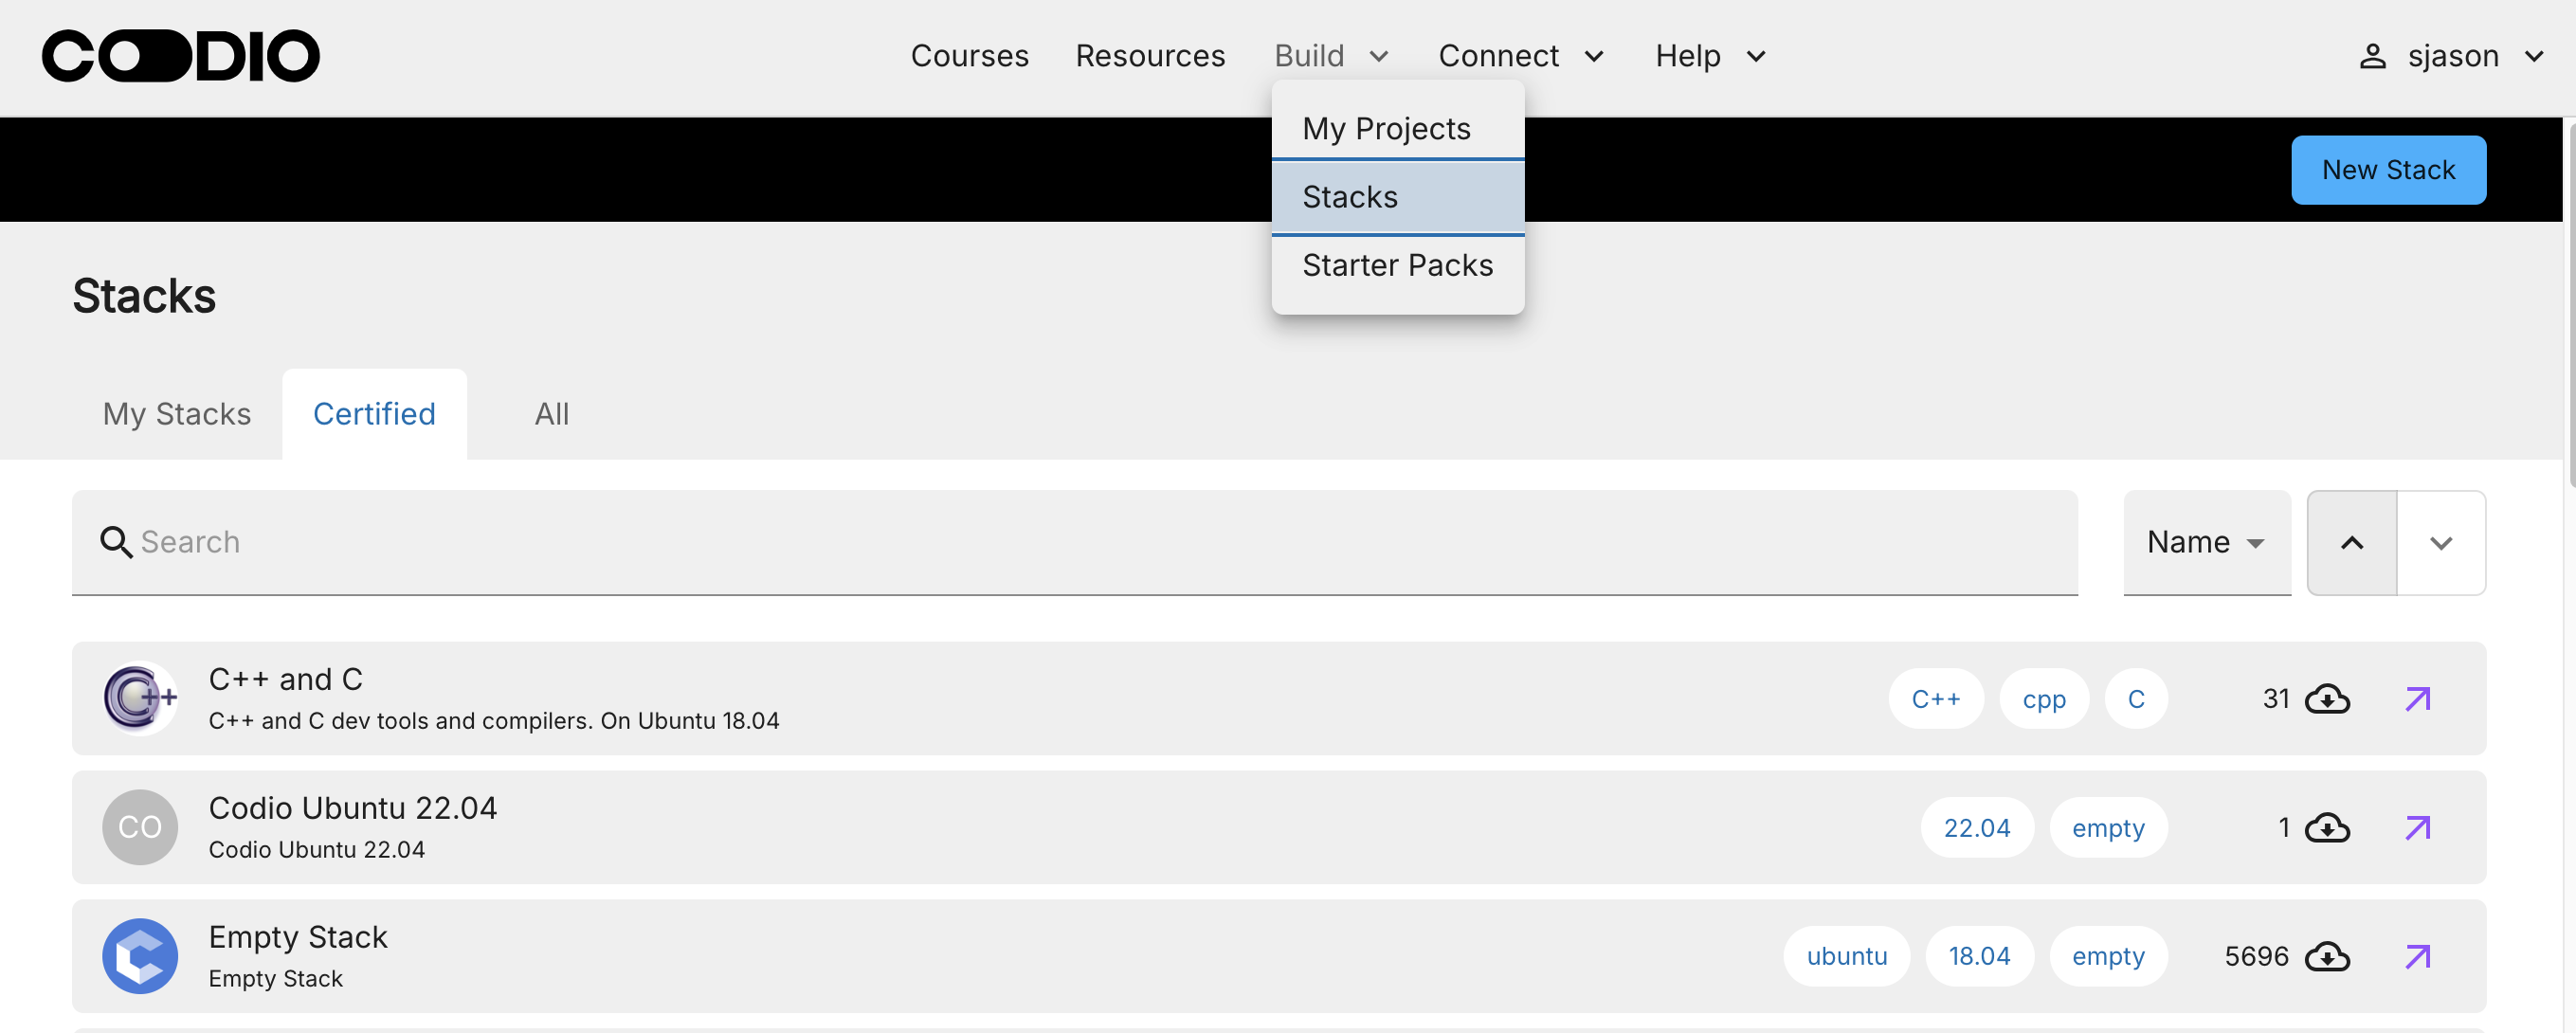 CODIO
Courses Resources Build Connect Help sjason
My Projects
Stacks
Starter Packs
New Stack
Stacks
My Stacks Certified All
Search Name
C++ and C
C++ and C dev tools and compilers. On Ubuntu 18.04
C++ cpp C 31
CO
Codio Ubuntu 22.04
Codio Ubuntu 22.04
22.04 empty 1
Empty Stack
Empty Stack
ubuntu 18.04 empty 5696